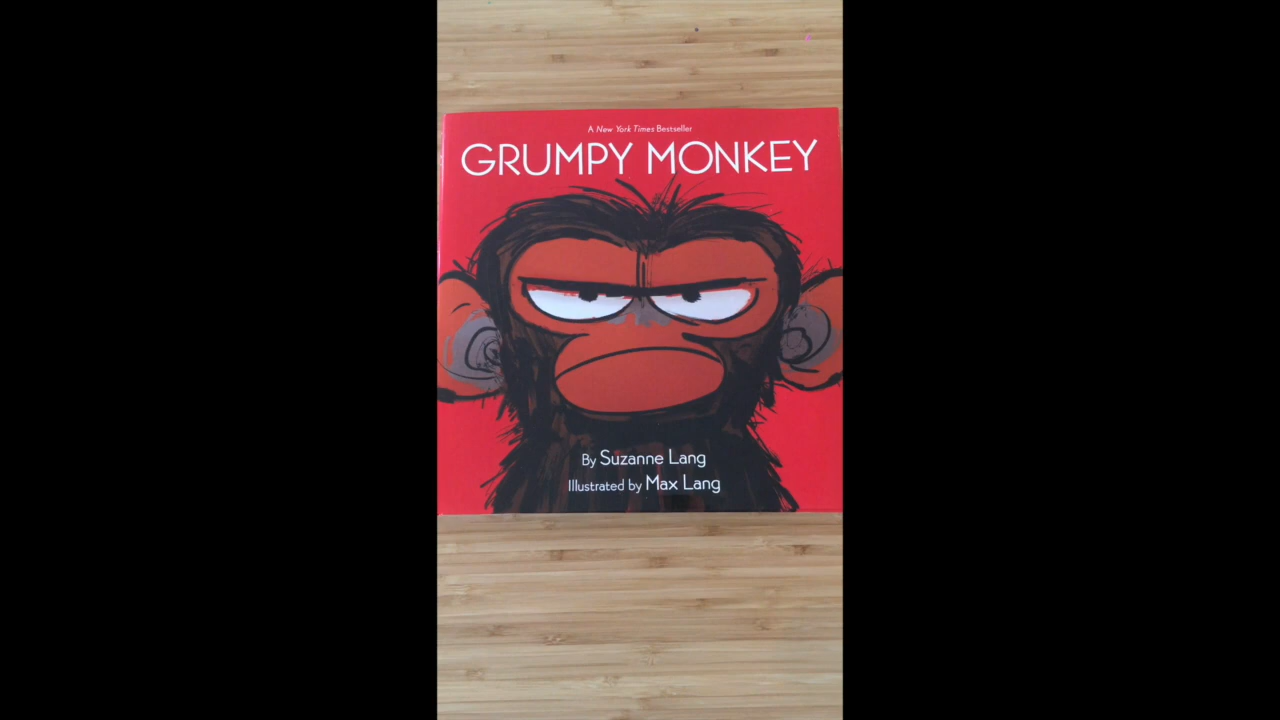 A New York Times Bestseller
GRUMPY MONKEY
By Suzanne Lang
Illustrated by Max Lang